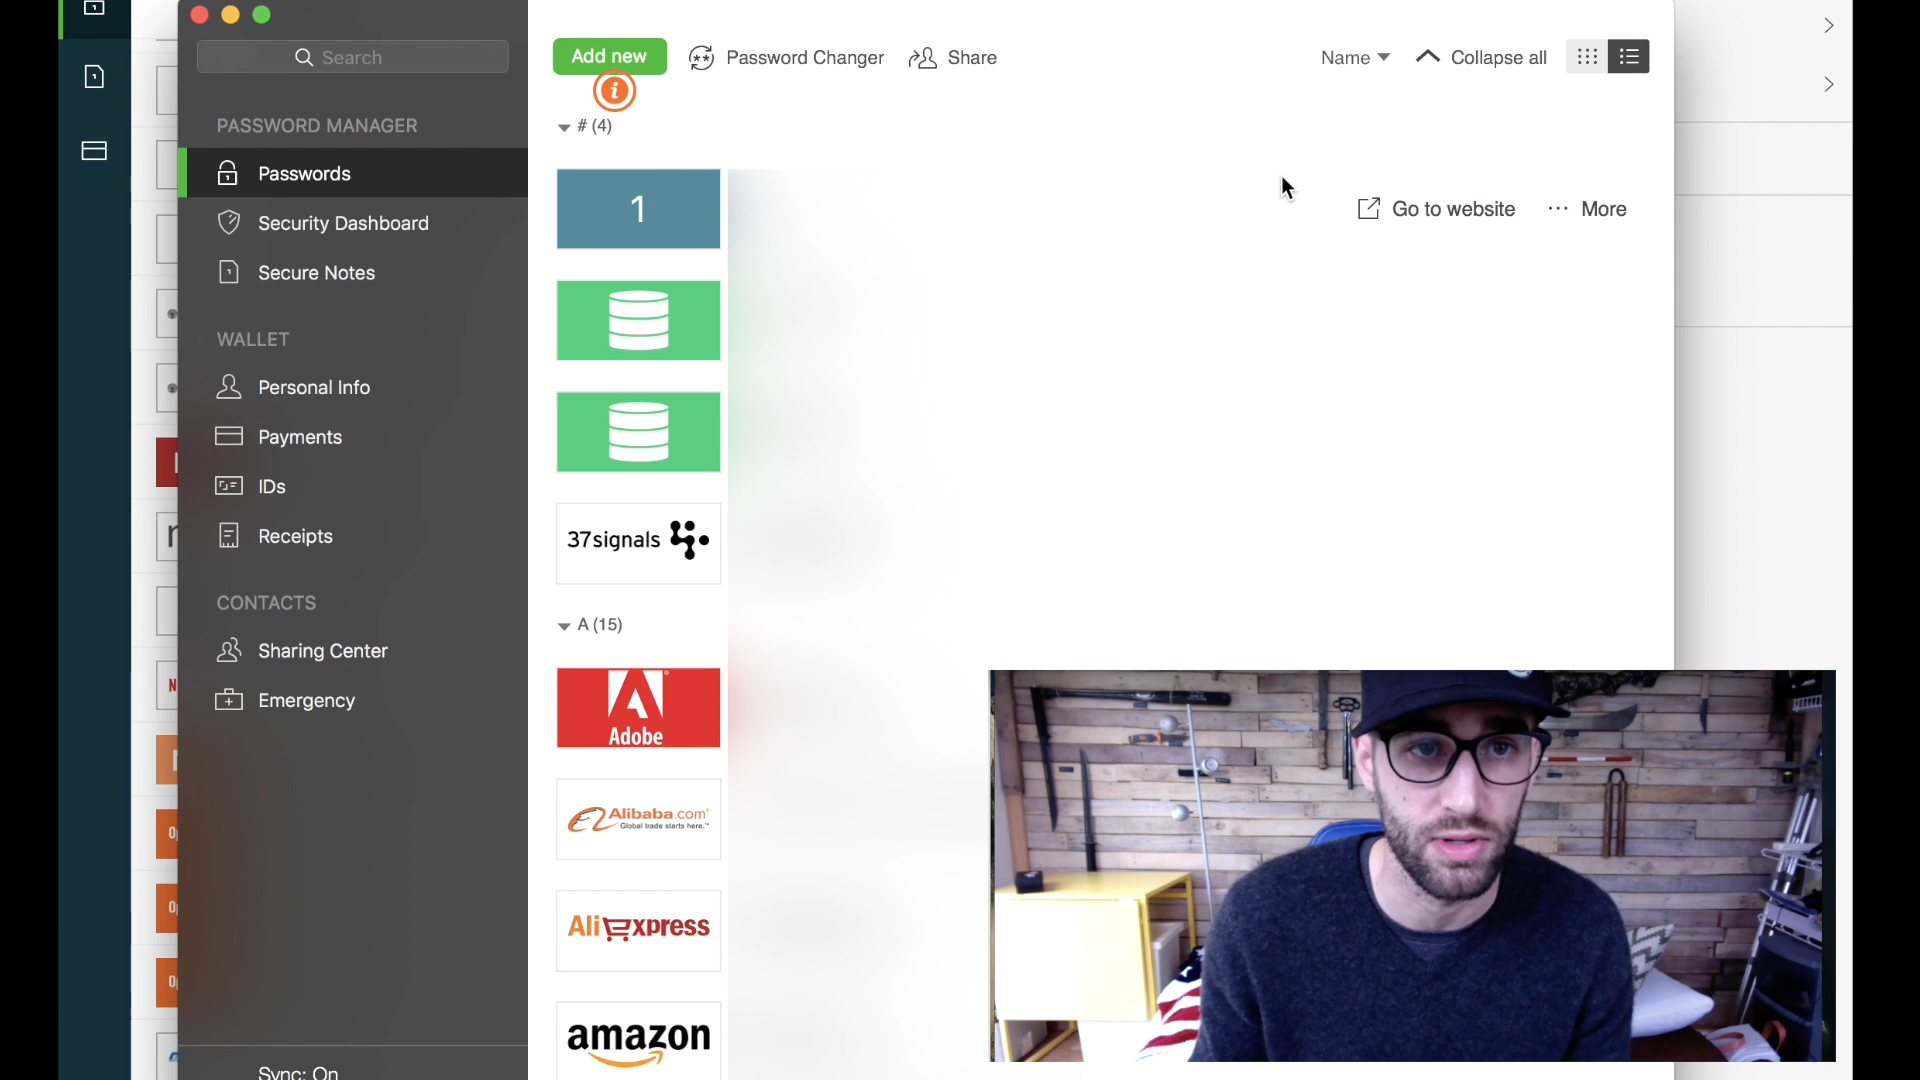 Search
PASSWORD MANAGER
Passwords
Security Dashboard
Secure Notes
WALLET
Personal Info
Payments
IDs
Receipts
CONTACTS
Sharing Center
Emergency
Sync: On
Add new
Password Changer
Share
Name
Collapse all
# (4)
1
Go to website
··· More
37signals
A (15)
Adobe
Alibaba.com
Global trade starts here.™
AliExpress
amazon